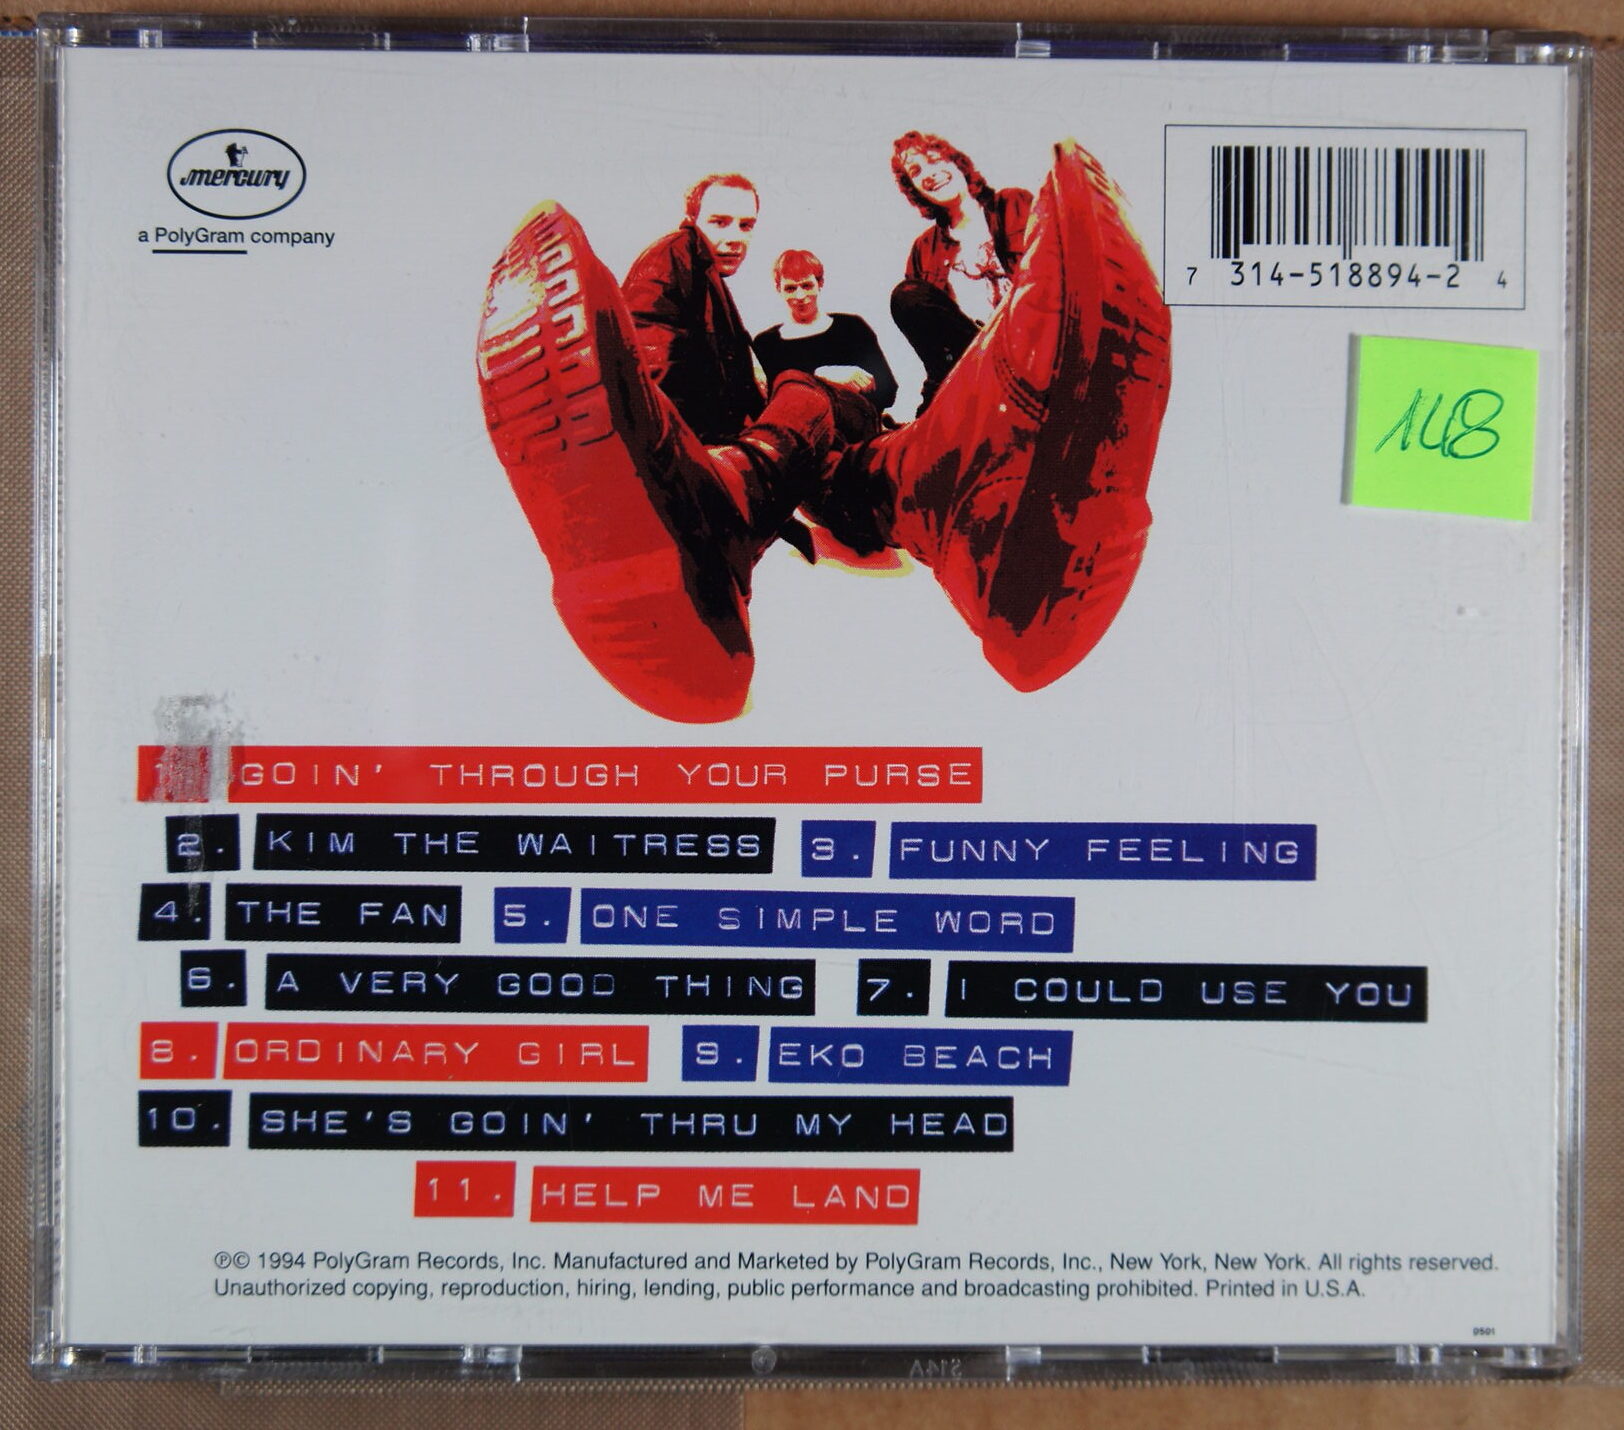 mercury
a PolyGram company
7 314-518894-2 4
148
1. GOIN' THROUGH YOUR PURSE
2. KIM THE WAITRESS 3. FUNNY FEELING
4. THE FAN 5. ONE SIMPLE WORD
6. A VERY GOOD THING 7. I COULD USE YOU
8. ORDINARY GIRL 9. EKO BEACH
10. SHE'S GOIN' THRU MY HEAD
11. HELP ME LAND
℗© 1994 PolyGram Records, Inc. Manufactured and Marketed by PolyGram Records, Inc., New York, New York. All rights reserved.
Unauthorized copying, reproduction, hiring, lending, public performance and broadcasting prohibited. Printed in U.S.A.
0501